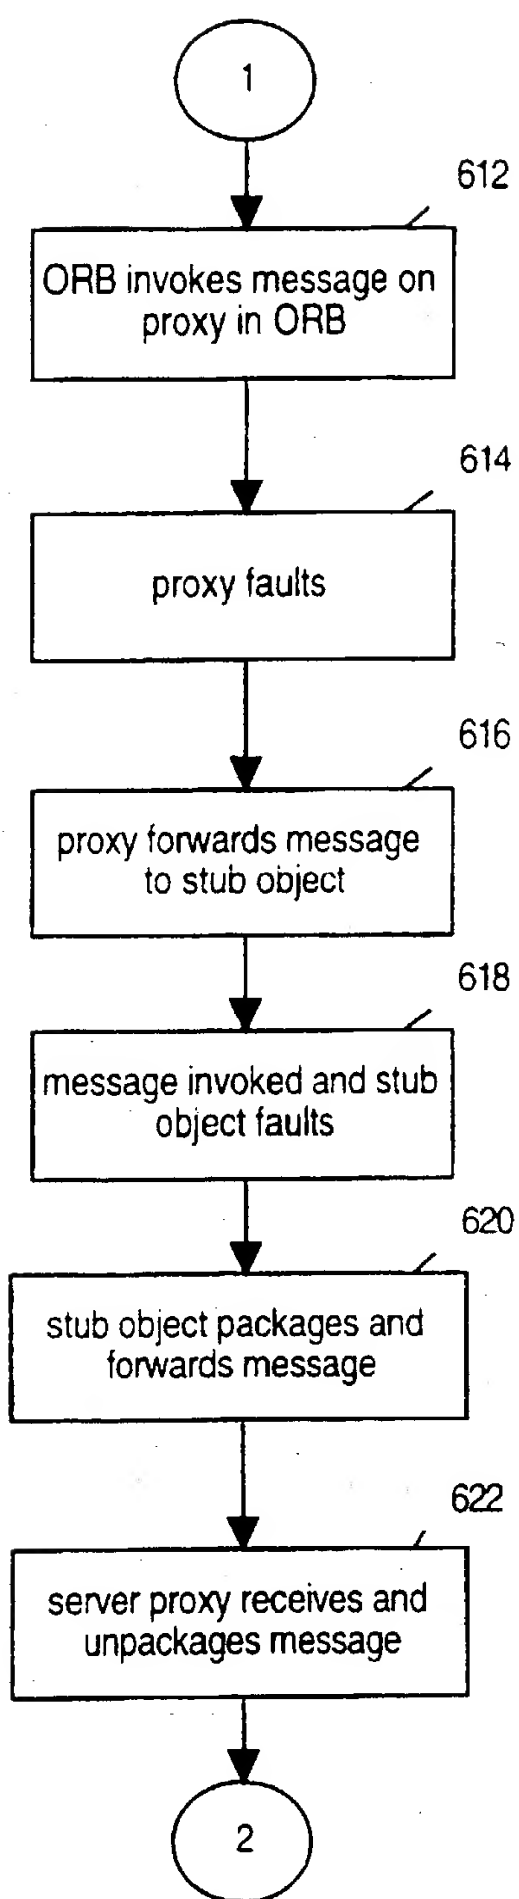 1
612
ORB invokes message on
proxy in ORB
614
proxy faults
616
proxy forwards message
to stub object
618
message invoked and stub
object faults
620
stub object packages and
forwards message
622
server proxy receives and
unpackages message
2